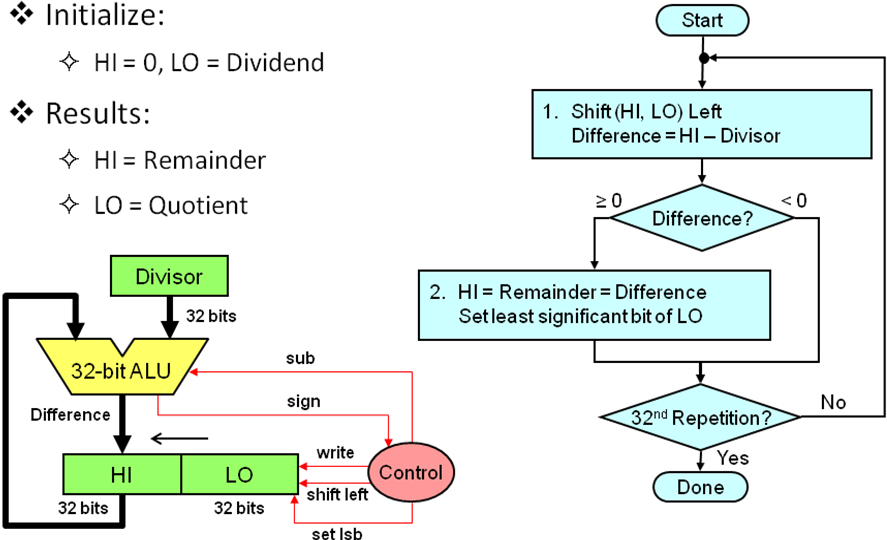 ❖ Initialize:
✧ HI = 0, LO = Dividend
❖ Results:
✧ HI = Remainder
✧ LO = Quotient
Divisor
32 bits
32-bit ALU
sub
sign
Difference
write
HI
LO
Control
shift left
32 bits
32 bits
set lsb
Start
1. Shift (HI, LO) Left
Difference = HI – Divisor
≥ 0
< 0
Difference?
2. HI = Remainder = Difference
Set least significant bit of LO
32nd Repetition?
No
Yes
Done